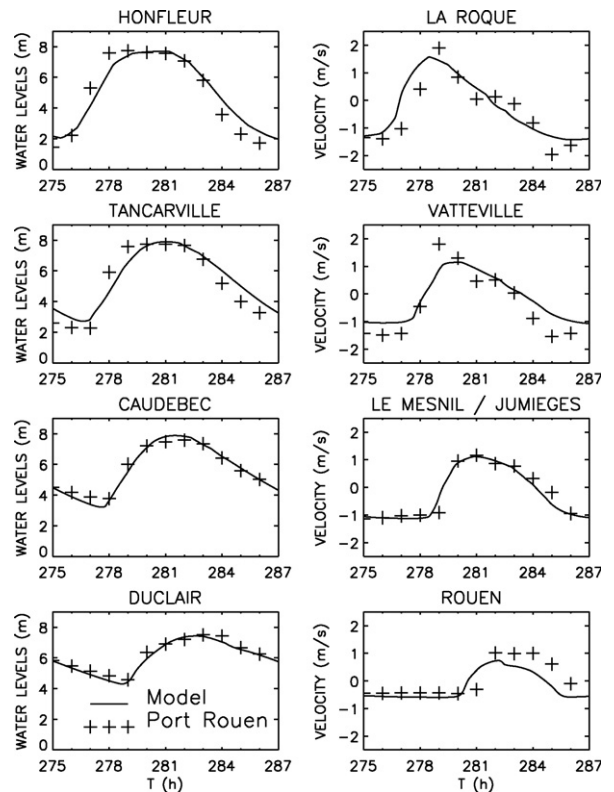 HONFLEUR
LA ROQUE
WATER LEVELS (m)
8
6
4
2
0
275 278 281 284 287
VELOCITY (m/s)
2
1
0
−1
−2
275 278 281 284 287
TANCARVILLE
VATTEVILLE
WATER LEVELS (m)
8
6
4
2
0
275 278 281 284 287
VELOCITY (m/s)
2
1
0
−1
−2
275 278 281 284 287
CAUDEBEC
LE MESNIL / JUMIEGES
WATER LEVELS (m)
8
6
4
2
0
275 278 281 284 287
VELOCITY (m/s)
2
1
0
−1
−2
275 278 281 284 287
DUCLAIR
ROUEN
WATER LEVELS (m)
8
6
4
2
0
Model
Port Rouen
275 278 281 284 287
T (h)
VELOCITY (m/s)
2
1
0
−1
−2
275 278 281 284 287
T (h)